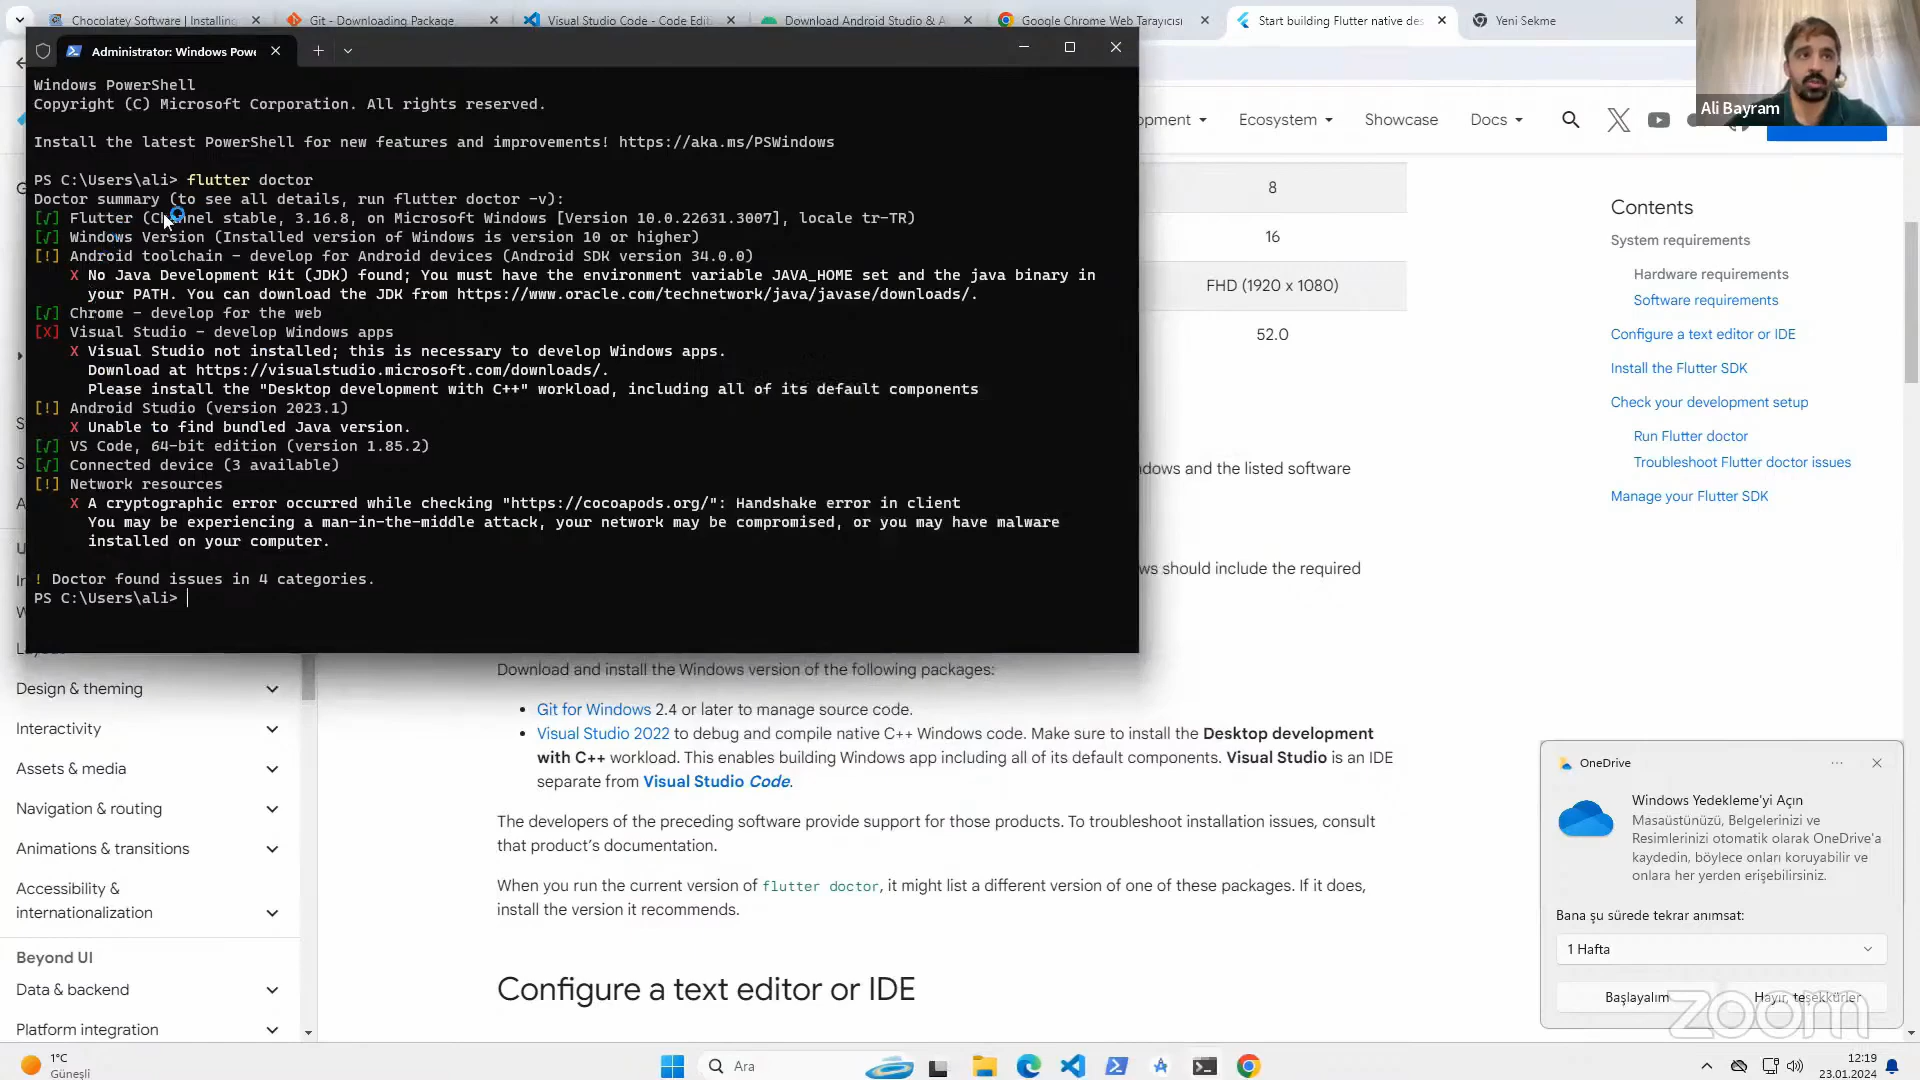 Chocolatey Software | Installing
Git - Downloading Package
Visual Studio Code - Code Edit
Download Android Studio & A
Google Chrome Web Tarayıcısı
Start building Flutter native des
Yeni Sekme
Administrator: Windows Powe
Ali Bayram
Windows PowerShell
Copyright (C) Microsoft Corporation. All rights reserved.
Install the latest PowerShell for new features and improvements! https://aka.ms/PSWindows
PS C:\Users\ali> flutter doctor
Doctor summary (to see all details, run flutter doctor -v):
[√] Flutter (Channel stable, 3.16.8, on Microsoft Windows [Version 10.0.22631.3007], locale tr-TR)
[√] Windows Version (Installed version of Windows is version 10 or higher)
[!] Android toolchain - develop for Android devices (Android SDK version 34.0.0)
X No Java Development Kit (JDK) found; You must have the environment variable JAVA_HOME set and the java binary in
your PATH. You can download the JDK from https://www.oracle.com/technetwork/java/javase/downloads/.
[√] Chrome - develop for the web
[X] Visual Studio - develop Windows apps
X Visual Studio not installed; this is necessary to develop Windows apps.
Download at https://visualstudio.microsoft.com/downloads/.
Please install the "Desktop development with C++" workload, including all of its default components
[!] Android Studio (version 2023.1)
X Unable to find bundled Java version.
[√] VS Code, 64-bit edition (version 1.85.2)
[√] Connected device (3 available)
[!] Network resources
X A cryptographic error occurred while checking "https://cocoapods.org/": Handshake error in client
You may be experiencing a man-in-the-middle attack, your network may be compromised, or you may have malware
installed on your computer.
! Doctor found issues in 4 categories.
PS C:\Users\ali>
opment
Ecosystem
Showcase
Docs
8
16
FHD (1920 x 1080)
52.0
dows and the listed software
ws should include the required
Contents
System requirements
Hardware requirements
Software requirements
Configure a text editor or IDE
Install the Flutter SDK
Check your development setup
Run Flutter doctor
Troubleshoot Flutter doctor issues
Manage your Flutter SDK
Design & theming
Interactivity
Assets & media
Navigation & routing
Animations & transitions
Accessibility &
internationalization
Beyond UI
Data & backend
Platform integration
Download and install the Windows version of the following packages:
• Git for Windows 2.4 or later to manage source code.
• Visual Studio 2022 to debug and compile native C++ Windows code. Make sure to install the Desktop development
with C++ workload. This enables building Windows app including all of its default components. Visual Studio is an IDE
separate from Visual Studio Code.
The developers of the preceding software provide support for those products. To troubleshoot installation issues, consult
that product's documentation.
When you run the current version of flutter doctor, it might list a different version of one of these packages. If it does,
install the version it recommends.
Configure a text editor or IDE
OneDrive
Windows Yedekleme'yi Açın
Masaüstünüzü, Belgelerinizi ve
Resimlerinizi otomatik olarak OneDrive'a
kaydedin, böylece onları koruyabilir ve
onlara her yerden erişebilirsiniz.
Bana şu sürede tekrar anımsat:
1 Hafta
Başlayalım
Hayır, teşekkürler
zoom
1°C
Güneşli
Ara
12:19
23.01.2024